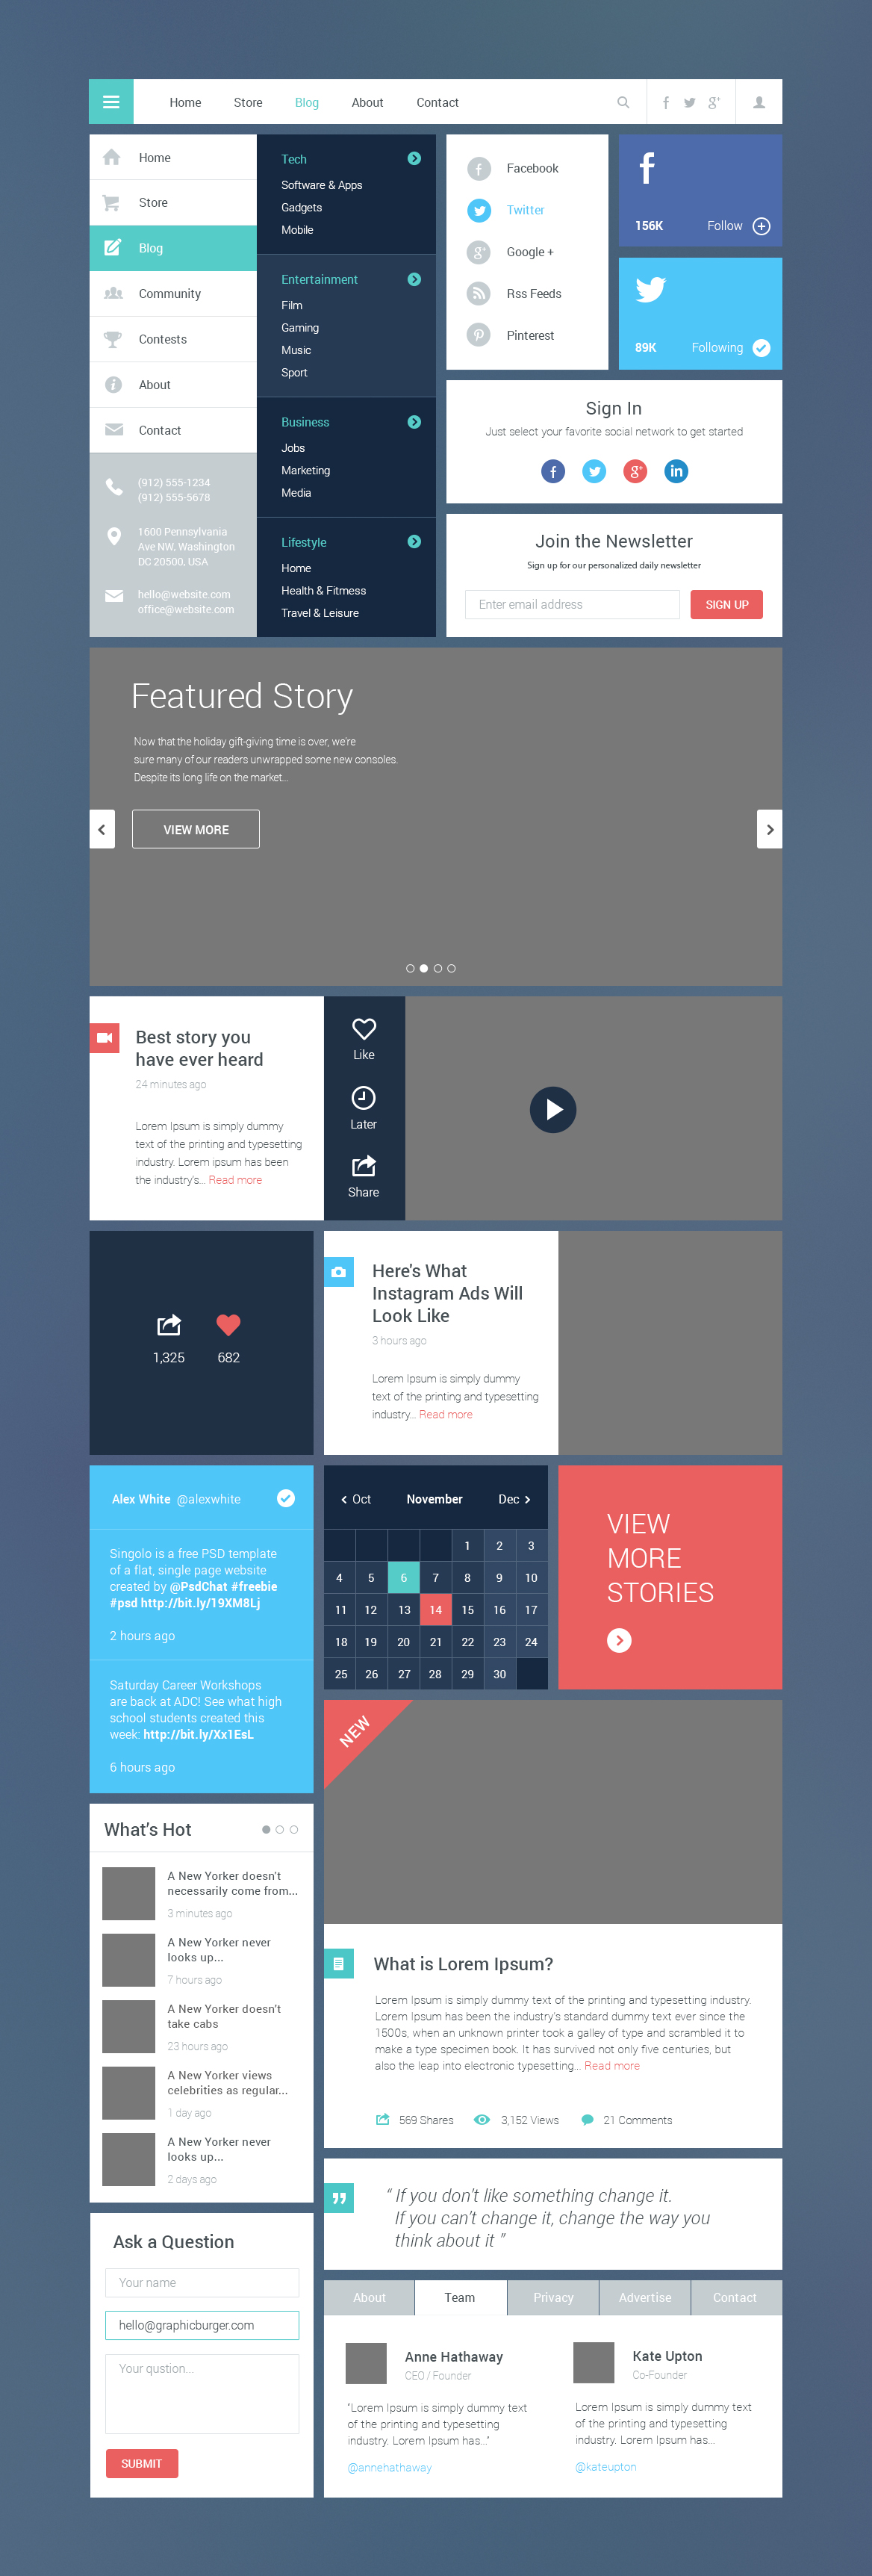 Home Store Blog About Contact
Home
Store
Blog
Community
Contests
About
Contact
(912) 555-1234
(912) 555-5678
1600 Pennsylvania
Ave NW, Washington
DC 20500, USA
hello@website.com
office@website.com
Tech
Software & Apps
Gadgets
Mobile
Entertainment
Film
Gaming
Music
Sport
Business
Jobs
Marketing
Media
Lifestyle
Home
Health & Fitmess
Travel & Leisure
Facebook
Twitter
Google +
Rss Feeds
Pinterest
156K Follow
89K Following
Sign In
Just select your favorite social network to get started
Join the Newsletter
Sign up for our personalized daily newsletter
Enter email address SIGN UP
Featured Story
Now that the holiday gift-giving time is over, we're
sure many of our readers unwrapped some new consoles.
Despite its long life on the market...
VIEW MORE
Best story you
have ever heard
24 minutes ago
Lorem Ipsum is simply dummy
text of the printing and typesetting
industry. Lorem ipsum has been
the industry's... Read more
Like
Later
Share
1,325 682
Here's What
Instagram Ads Will
Look Like
3 hours ago
Lorem Ipsum is simply dummy
text of the printing and typesetting
industry... Read more
Alex White @alexwhite
Singolo is a free PSD template
of a flat, single page website
created by @PsdChat #freebie
#psd http://bit.ly/19XM8Lj
2 hours ago
Saturday Career Workshops
are back at ADC! See what high
school students created this
week: http://bit.ly/Xx1EsL
6 hours ago
Oct November Dec
1 2 3
4 5 6 7 8 9 10
11 12 13 14 15 16 17
18 19 20 21 22 23 24
25 26 27 28 29 30
VIEW
MORE
STORIES
What's Hot
A New Yorker doesn't
necessarily come from...
3 minutes ago
A New Yorker never
looks up...
7 hours ago
A New Yorker doesn't
take cabs
23 hours ago
A New Yorker views
celebrities as regular...
1 day ago
A New Yorker never
looks up...
2 days ago
NEW
What is Lorem Ipsum?
Lorem Ipsum is simply dummy text of the printing and typesetting industry.
Lorem Ipsum has been the industry's standard dummy text ever since the
1500s, when an unknown printer took a galley of type and scrambled it to
make a type specimen book. It has survived not only five centuries, but
also the leap into electronic typesetting... Read more
569 Shares 3,152 Views 21 Comments
“ If you don't like something change it.
If you can't change it, change the way you
think about it ”
Ask a Question
Your name
hello@graphicburger.com
Your qustion...
SUBMIT
About Team Privacy Advertise Contact
Anne Hathaway
CEO / Founder
"Lorem Ipsum is simply dummy text
of the printing and typesetting
industry. Lorem Ipsum has..."
@annehathaway
Kate Upton
Co-Founder
Lorem Ipsum is simply dummy text
of the printing and typesetting
industry. Lorem Ipsum has...
@kateupton